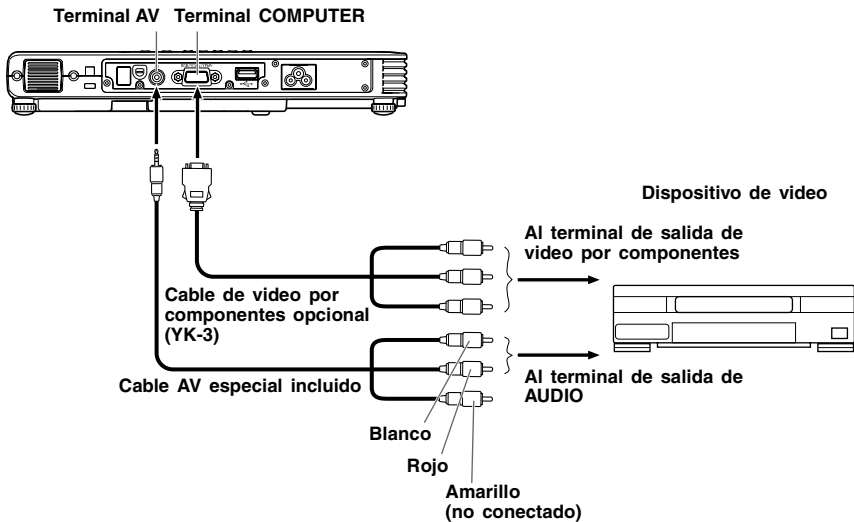 Terminal AV
Terminal COMPUTER
Dispositivo de video
Al terminal de salida de
video por componentes
Cable de video por
componentes opcional
(YK-3)
Cable AV especial incluido
Al terminal de salida de
AUDIO
Blanco
Rojo
Amarillo
(no conectado)